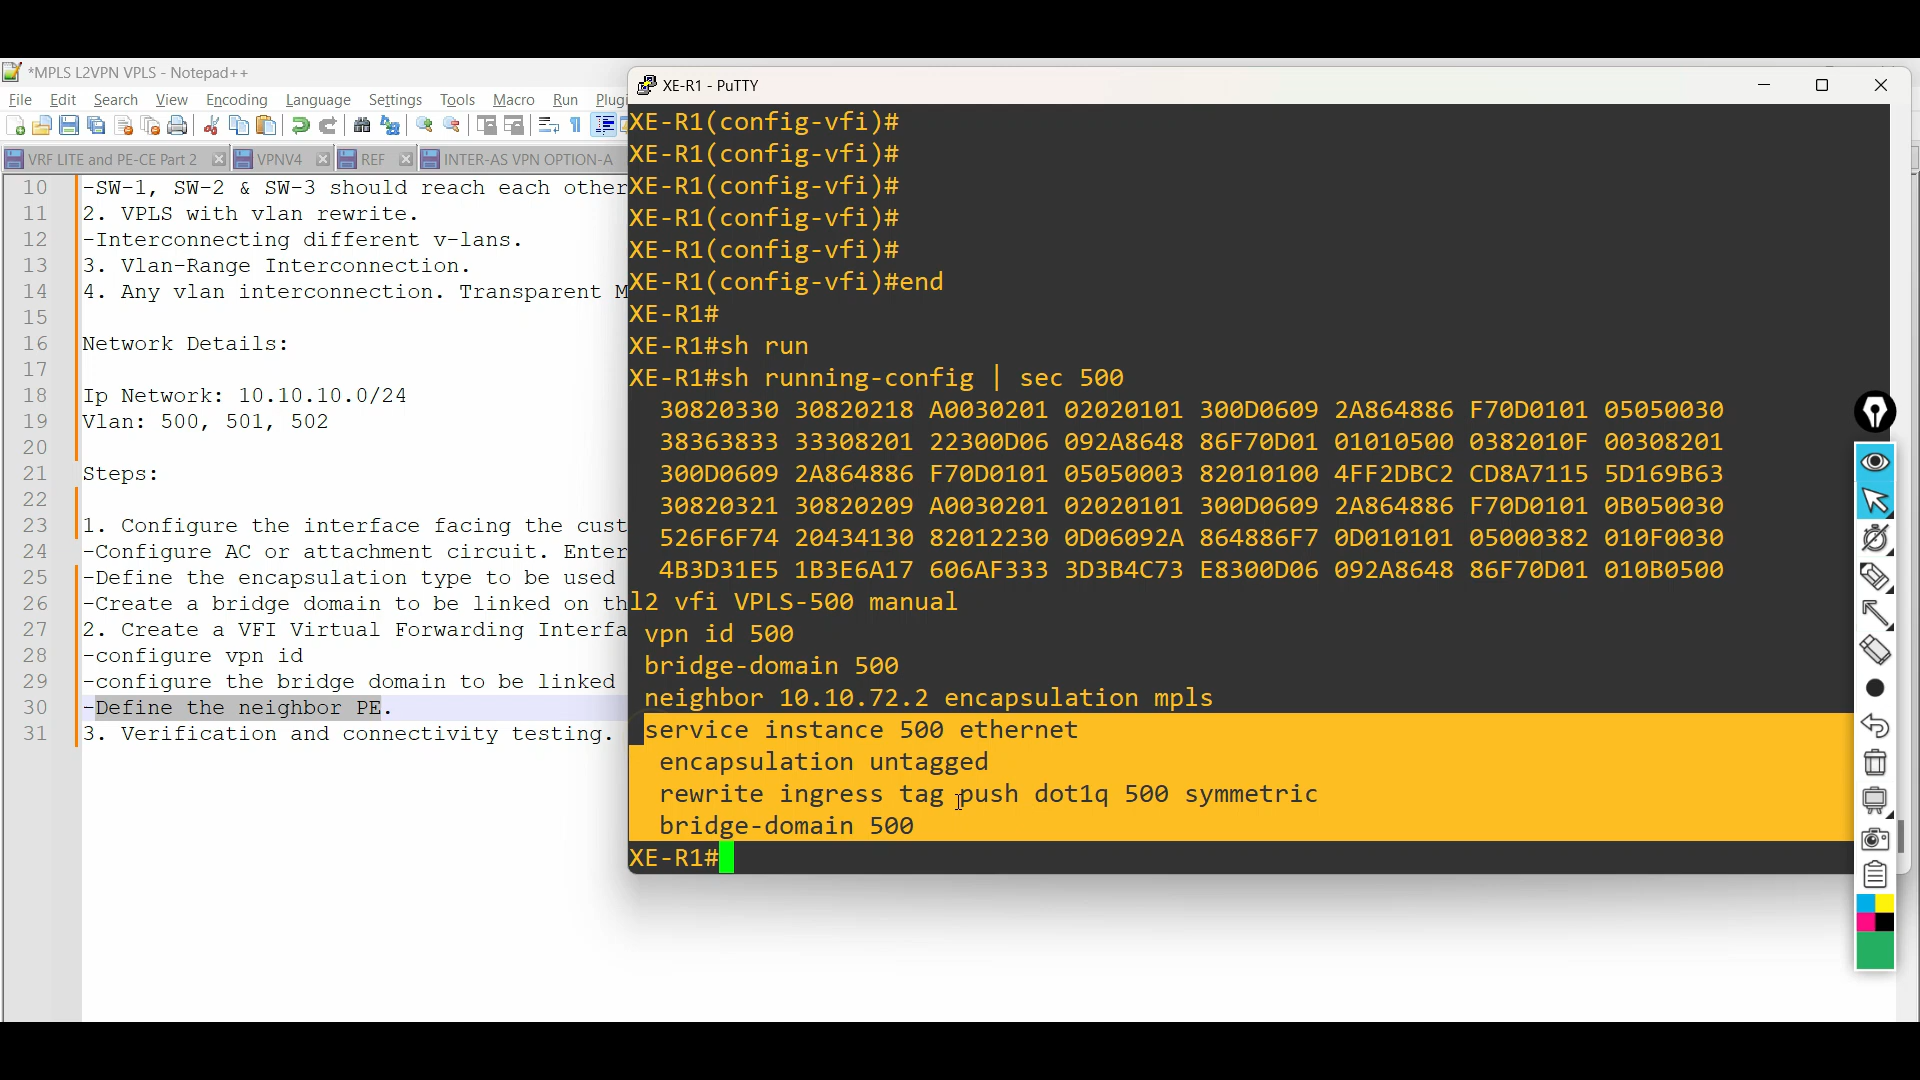 *MPLS L2VPN VPLS - Notepad++
File Edit Search View Encoding Language Settings Tools Macro Run Plugi
VRF LITE and PE-CE Part 2 VPNV4 REF INTER-AS VPN OPTION-A
10 -SW-1, SW-2 & SW-3 should reach each other
11 2. VPLS with vlan rewrite.
12 -Interconnecting different v-lans.
13 3. Vlan-Range Interconnection.
14 4. Any vlan interconnection. Transparent M
15
16 Network Details:
17
18 Ip Network: 10.10.10.0/24
19 Vlan: 500, 501, 502
20
21 Steps:
22
23 1. Configure the interface facing the cust
24 -Configure AC or attachment circuit. Enter
25 -Define the encapsulation type to be used
26 -Create a bridge domain to be linked on th
27 2. Create a VFI Virtual Forwarding Interfa
28 -configure vpn id
29 -configure the bridge domain to be linked
30 -Define the neighbor PE.
31 3. Verification and connectivity testing.
XE-R1 - PuTTY
XE-R1(config-vfi)#
XE-R1(config-vfi)#
XE-R1(config-vfi)#
XE-R1(config-vfi)#
XE-R1(config-vfi)#
XE-R1(config-vfi)#end
XE-R1#
XE-R1#sh run
XE-R1#sh running-config | sec 500
30820330 30820218 A0030201 02020101 300D0609 2A864886 F70D0101 05050030
38363833 33308201 22300D06 092A8648 86F70D01 01010500 0382010F 00308201
300D0609 2A864886 F70D0101 05050003 82010100 4FF2DBC2 CD8A7115 5D169B63
30820321 30820209 A0030201 02020101 300D0609 2A864886 F70D0101 0B050030
526F6F74 20434130 82012230 0D06092A 864886F7 0D010101 05000382 010F0030
4B3D31E5 1B3E6A17 606AF333 3D3B4C73 E8300D06 092A8648 86F70D01 010B0500
l2 vfi VPLS-500 manual
vpn id 500
bridge-domain 500
neighbor 10.10.72.2 encapsulation mpls
service instance 500 ethernet
encapsulation untagged
rewrite ingress tag push dot1q 500 symmetric
bridge-domain 500
XE-R1#